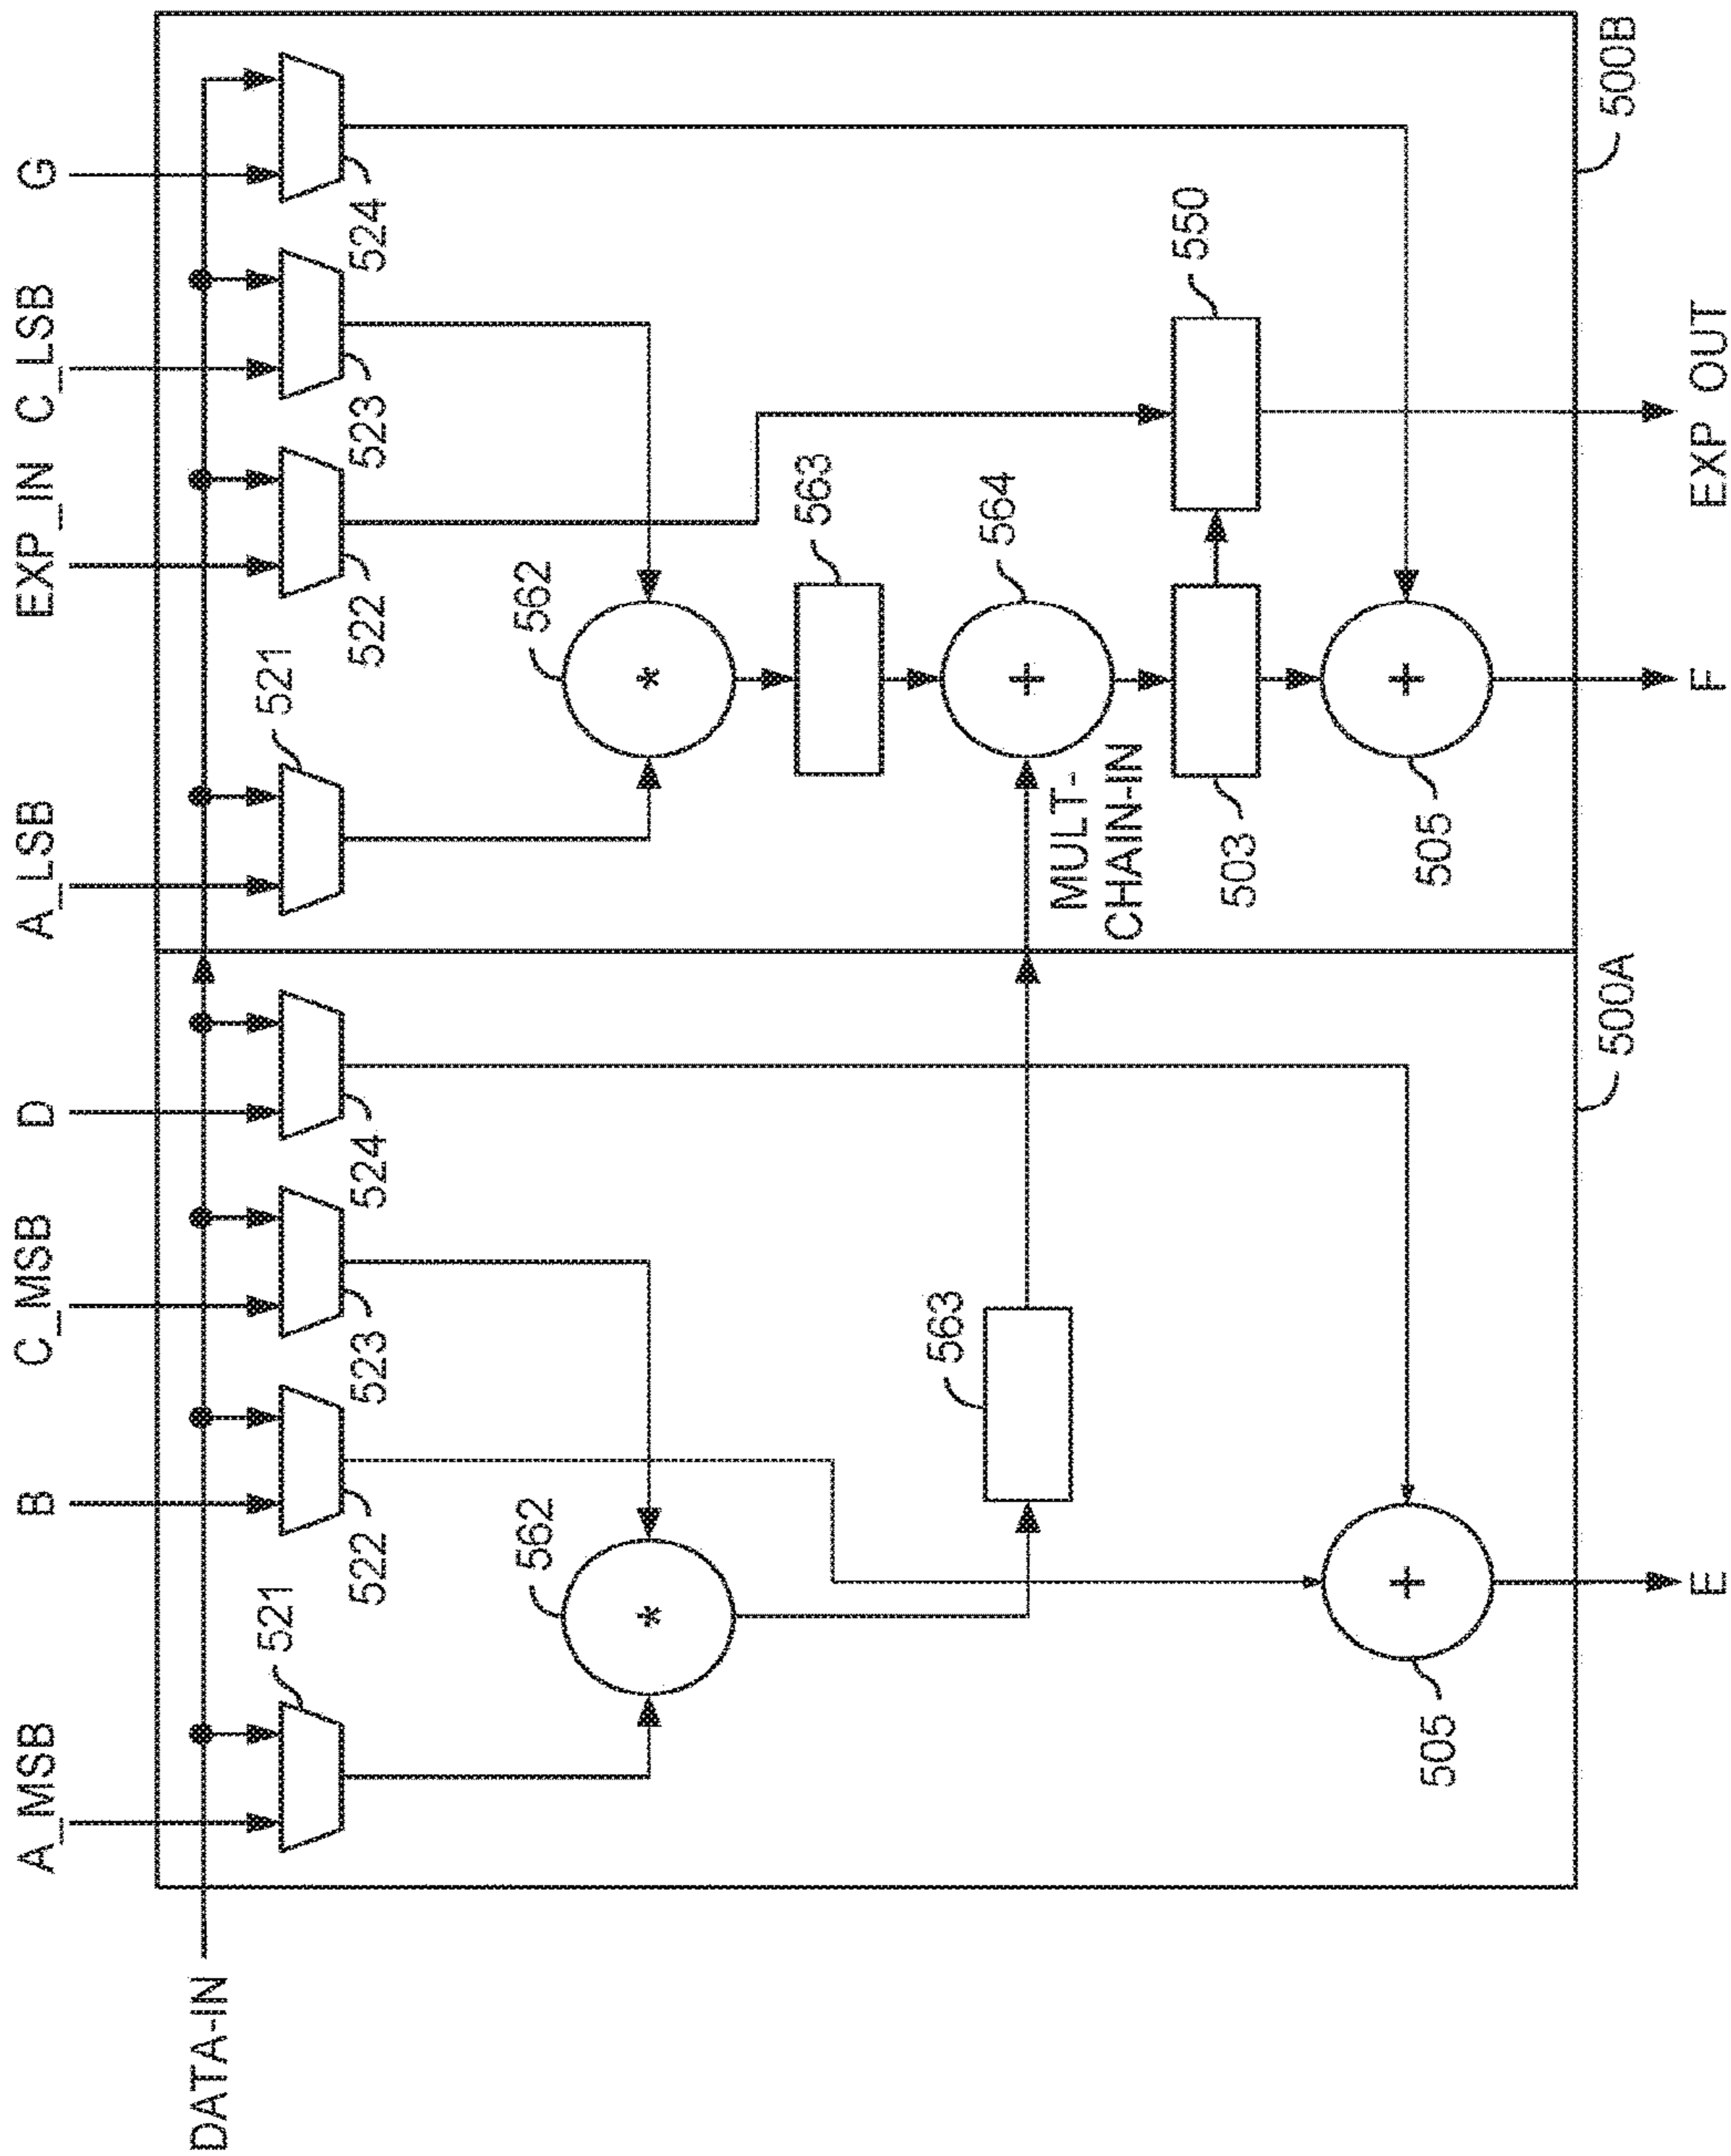 A_MSB
B
C_MSB
D
A_LSB
EXP_IN
C_LSB
G
DATA-IN
521
522
523
524
521
522
523
524
562
*
562
*
563
563
+
564
MULT-
CHAIN-IN
503
550
505
+
505
+
E
F
EXP OUT
500A
500B